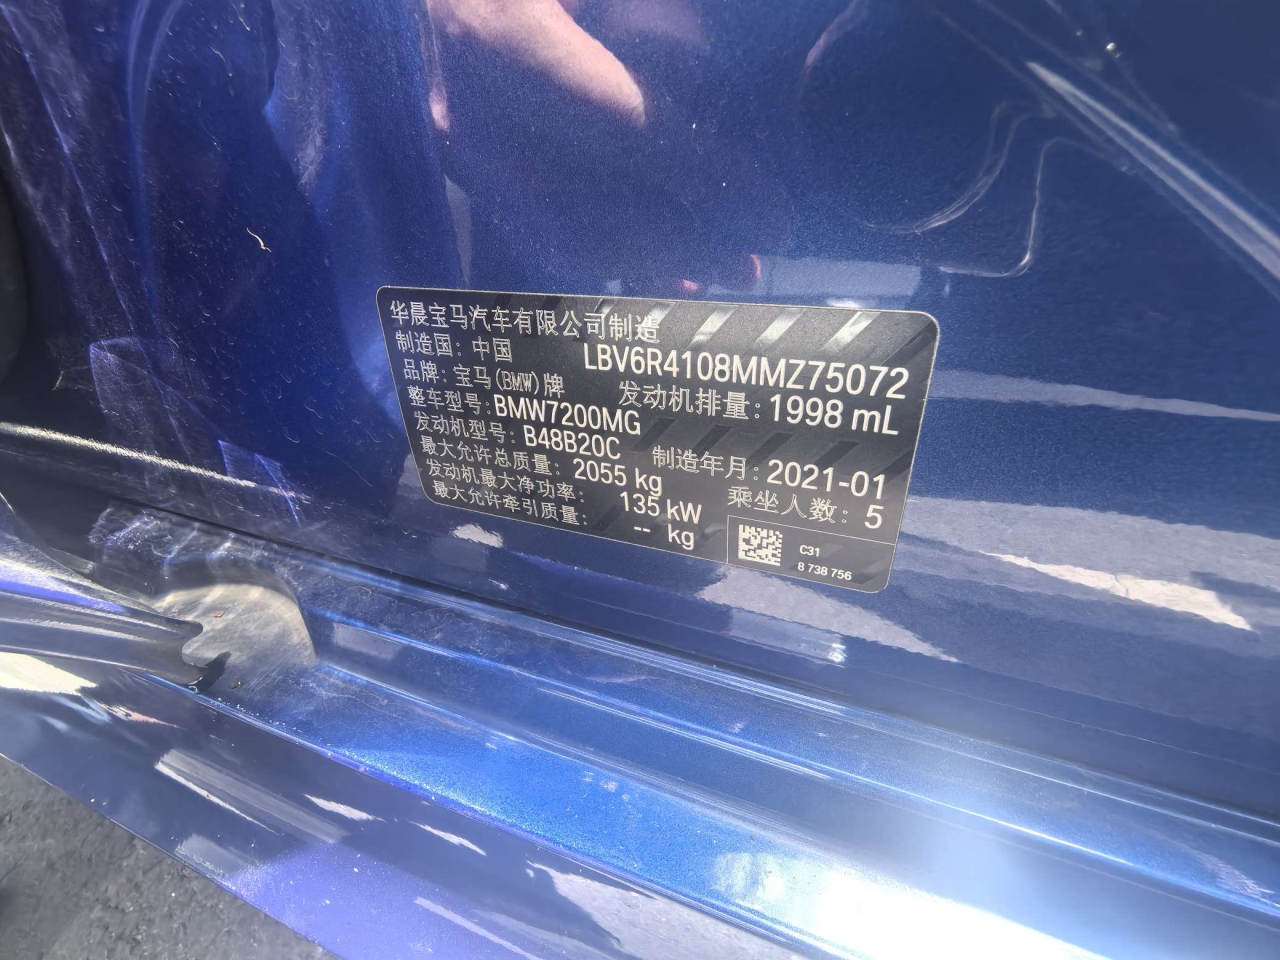 华晨宝马汽车有限公司制造
制造国：中国 LBV6R4108MMZ75072
品牌：宝马(BMW)牌 发动机排量：1998 mL
整车型号：BMW7200MG
发动机型号：B48B20C 制造年月：2021-01
最大允许总质量：2055 kg 乘坐人数：5
发动机最大净功率：135 kW
最大允许牵引质量：-- kg
C31
8 738 756